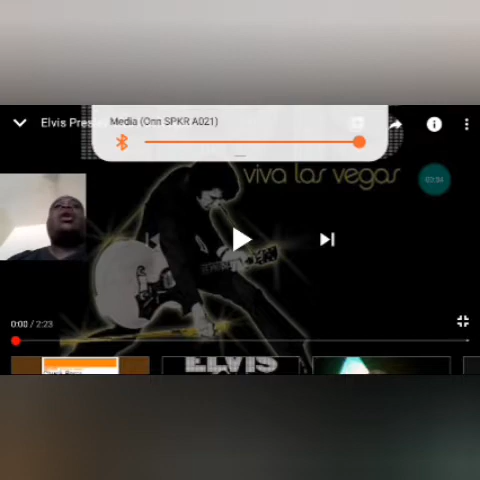 Elvis Pres
Media (Onn SPKR A021)
viva las vegas
0:00 / 2:23
ELVIS